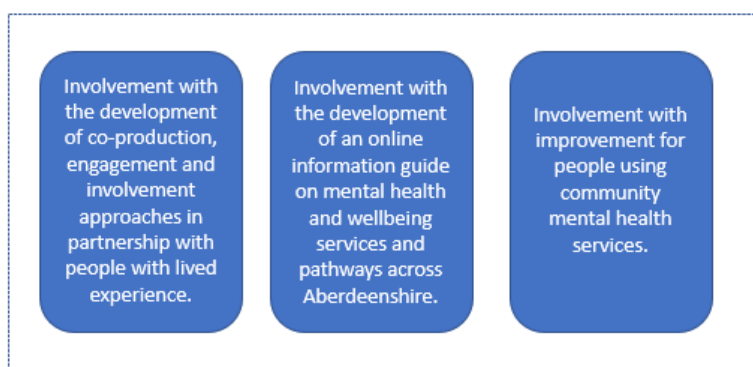 Involvement with
the development
of co-production,
engagement and
involvement
approaches in
partnership with
people with lived
experience.
Involvement with
the development
of an online
information guide
on mental health
and wellbeing
services and
pathways across
Aberdeenshire.
Involvement with
improvement for
people using
community
mental health
services.